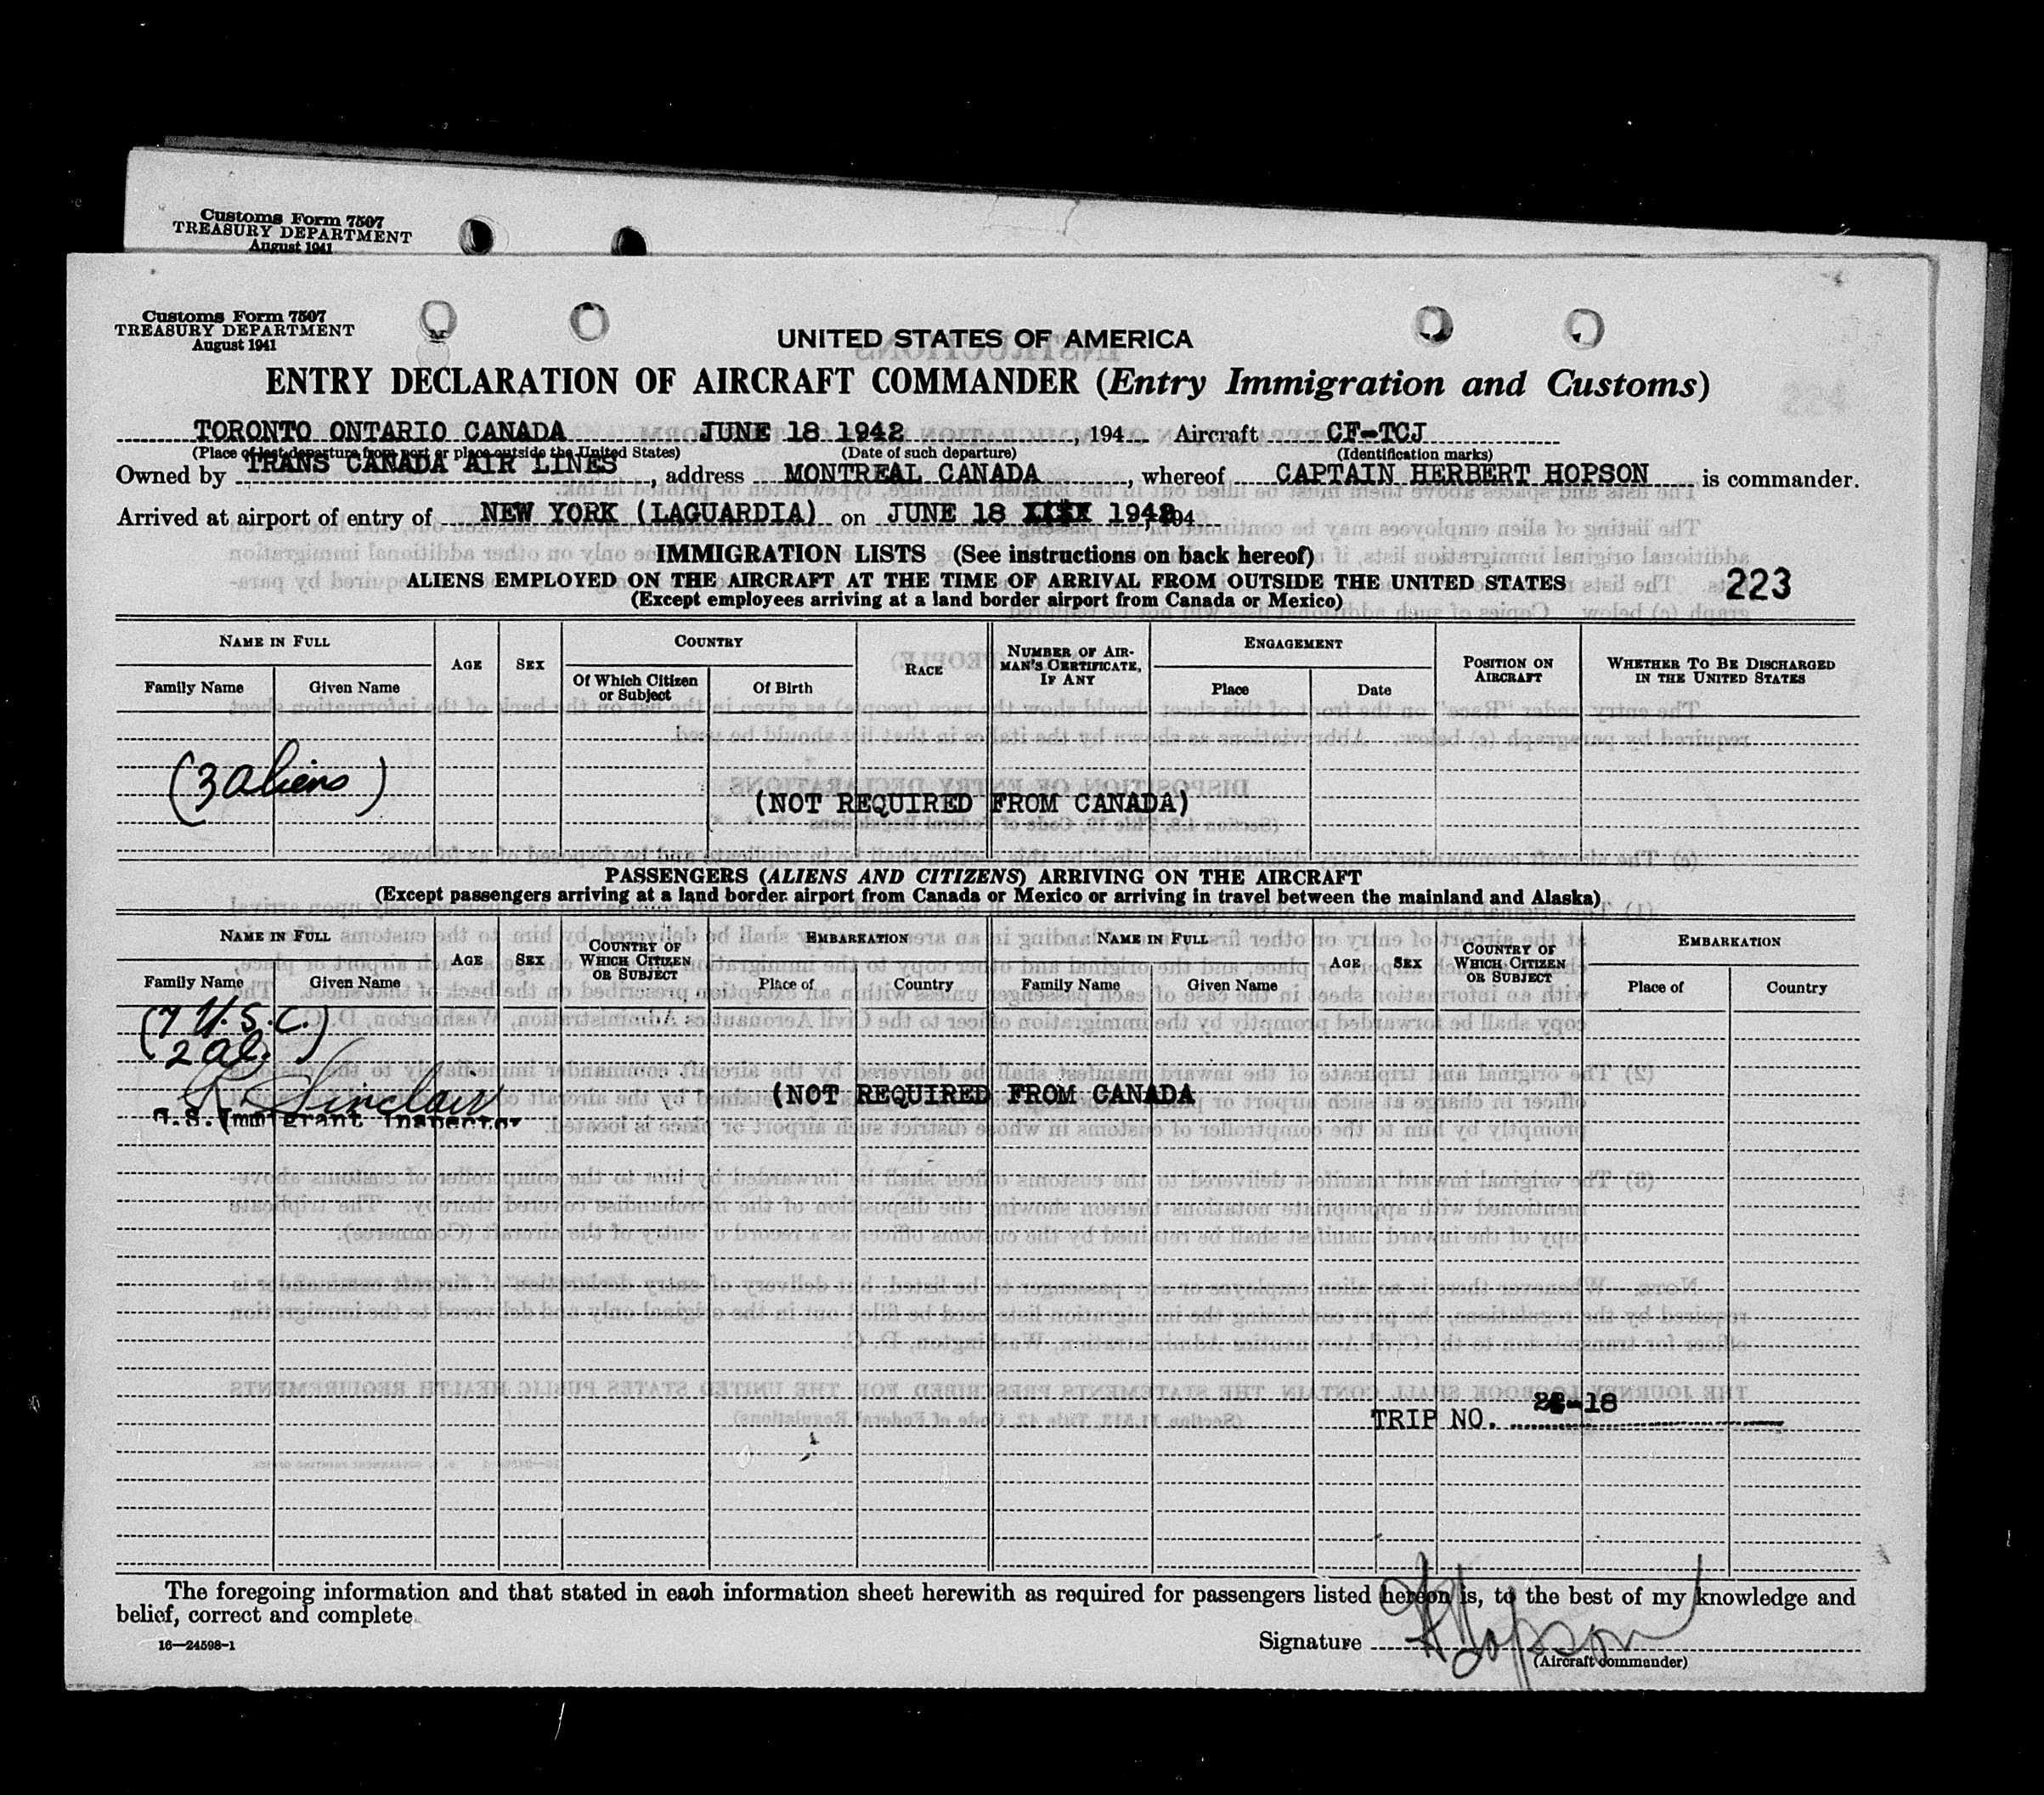 Customs Form 7507
TREASURY DEPARTMENT
August 1941
Customs Form 7507
TREASURY DEPARTMENT
August 1941
UNITED STATES OF AMERICA
ENTRY DECLARATION OF AIRCRAFT COMMANDER (Entry Immigration and Customs)
TORONTO ONTARIO CANADA JUNE 18 1942, 194 Aircraft CF-TCJ
(Place of last departure from port or place outside the United States) (Date of such departure) (Identification marks)
Owned by TRANS CANADA AIR LINES, address MONTREAL CANADA, whereof CAPTAIN HERBERT HOPSON is commander.
Arrived at airport of entry of NEW YORK (LAGUARDIA) on JUNE 18 1942, 194
IMMIGRATION LISTS (See instructions on back hereof)
ALIENS EMPLOYED ON THE AIRCRAFT AT THE TIME OF ARRIVAL FROM OUTSIDE THE UNITED STATES 223
(Except employees arriving at a land border airport from Canada or Mexico)
NAME IN FULL AGE SEX COUNTRY RACE NUMBER OF AIRMAN'S CERTIFICATE, IF ANY ENGAGEMENT POSITION ON AIRCRAFT WHETHER TO BE DISCHARGED IN THE UNITED STATES
Family Name Given Name Of Which Citizen or Subject Of Birth Place Date
(3 aliens)
(NOT REQUIRED FROM CANADA)
PASSENGERS (ALIENS AND CITIZENS) ARRIVING ON THE AIRCRAFT
(Except passengers arriving at a land border airport from Canada or Mexico or arriving in travel between the mainland and Alaska)
NAME IN FULL AGE SEX COUNTRY OF WHICH CITIZEN OR SUBJECT EMBARKATION NAME IN FULL AGE SEX COUNTRY OF WHICH CITIZEN OR SUBJECT EMBARKATION
Family Name Given Name Place of Country Family Name Given Name Place of Country
(7 U.S.C.
2 al.)
Sinclair
(NOT REQUIRED FROM CANADA
U.S. Immigrant Inspector
TRIP NO. -18
The foregoing information and that stated in each information sheet herewith as required for passengers listed hereon is, to the best of my knowledge and
belief, correct and complete.
16—24598-1
Signature H Hopson
(Aircraft commander)